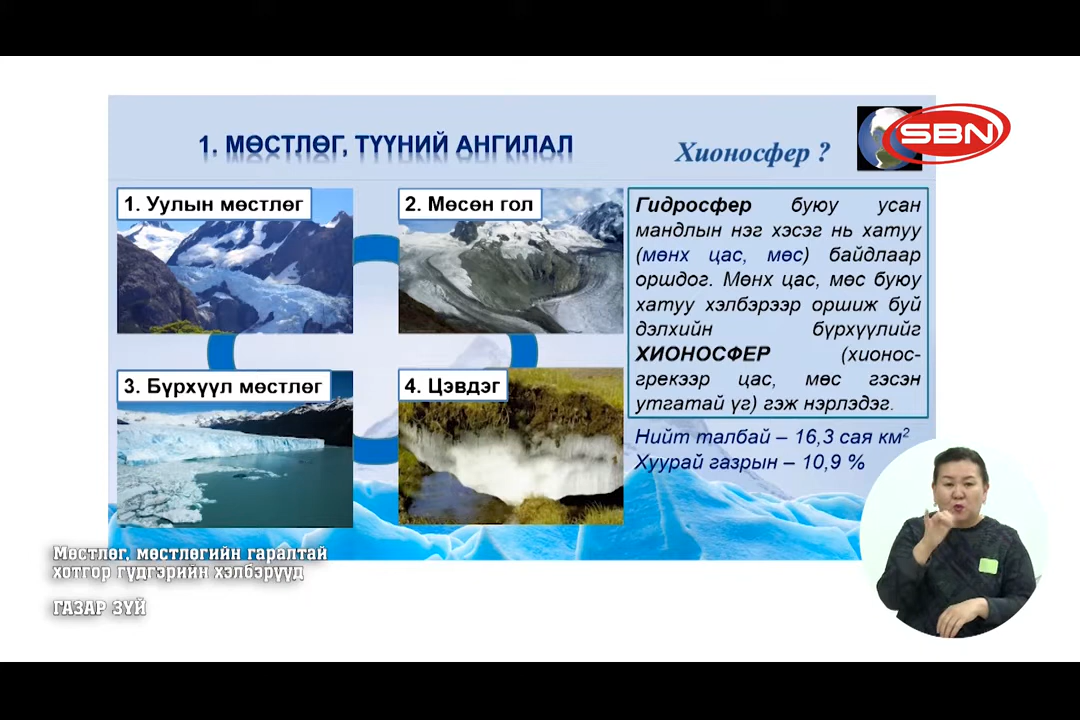 1. МӨСТЛӨГ, ТҮҮНИЙ АНГИЛАЛ
Хионосфер ?
SBN
1. Уулын мөстлөг
2. Мөсөн гол
3. Бүрхүүл мөстлөг
4. Цэвдэг
Гидросфер буюу усан
мандлын нэг хэсэг нь хатуу
(мөнх цас, мөс) байдлаар
оршдог. Мөнх цас, мөс буюу
хатуу хэлбэрээр оршиж буй
дэлхийн бүрхүүлийг
ХИОНОСФЕР (хионос-
грекээр цас, мөс гэсэн
утгатай үг) гэж нэрлэдэг.
Нийт талбай – 16,3 сая км²
Хуурай газрын – 10,9 %
Мөстлөг, мөстлөгийн гаралтай
хотгор гүдгэрийн хэлбэрүүд
ГАЗАР ЗҮЙ